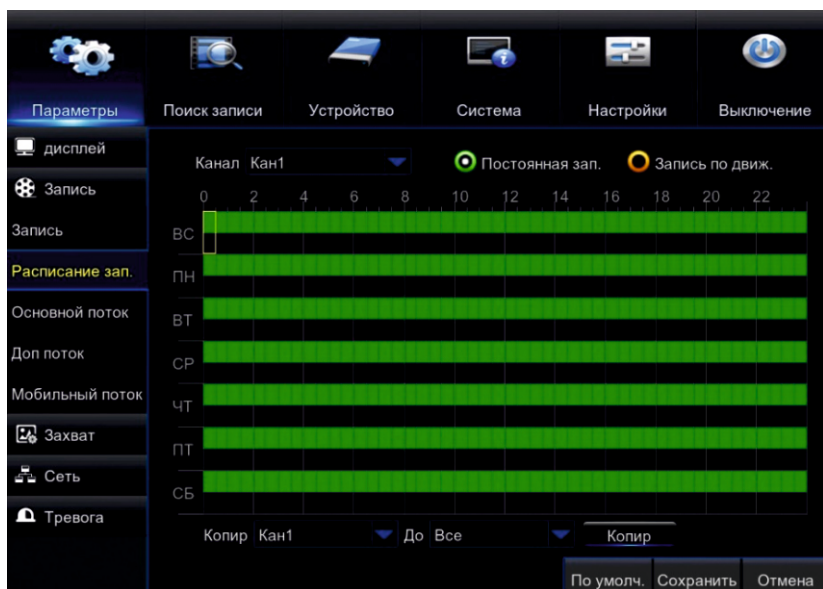 Параметры Поиск записи Устройство Система Настройки Выключение
дисплей
Запись
Запись
Расписание зап.
Основной поток
Доп поток
Мобильный поток
Захват
Сеть
Тревога
Канал Кан1 Постоянная зап. Запись по движ.
0 2 4 6 8 10 12 14 16 18 20 22
ВС
ПН
ВТ
СР
ЧТ
ПТ
СБ
Копир Кан1 До Все Копир
По умолч. Сохранить Отмена